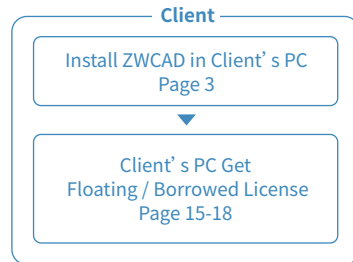 Client
Install ZWCAD in Client’s PC
Page 3
Client’s PC Get
Floating / Borrowed License
Page 15-18